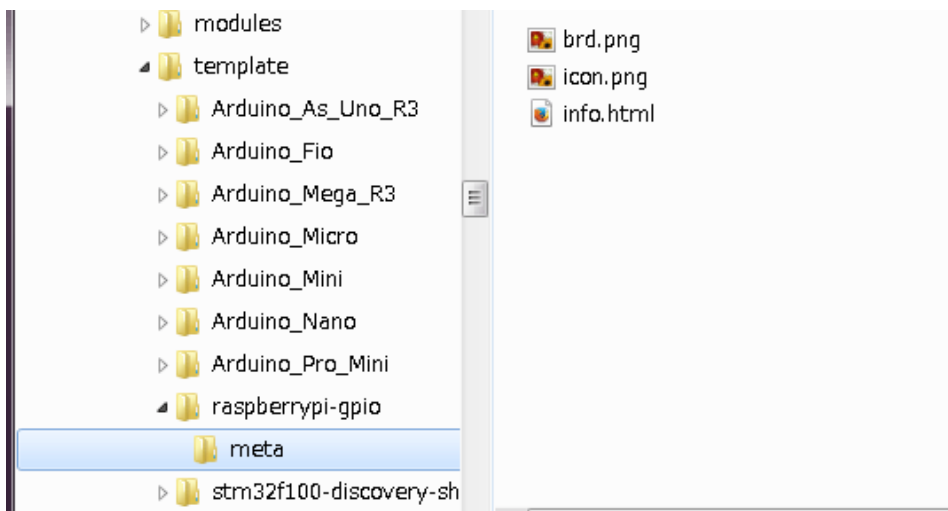 modules
template
Arduino_As_Uno_R3
Arduino_Fio
Arduino_Mega_R3
Arduino_Micro
Arduino_Mini
Arduino_Nano
Arduino_Pro_Mini
raspberrypi-gpio
meta
stm32f100-discovery-sh
brd.png
icon.png
info.html